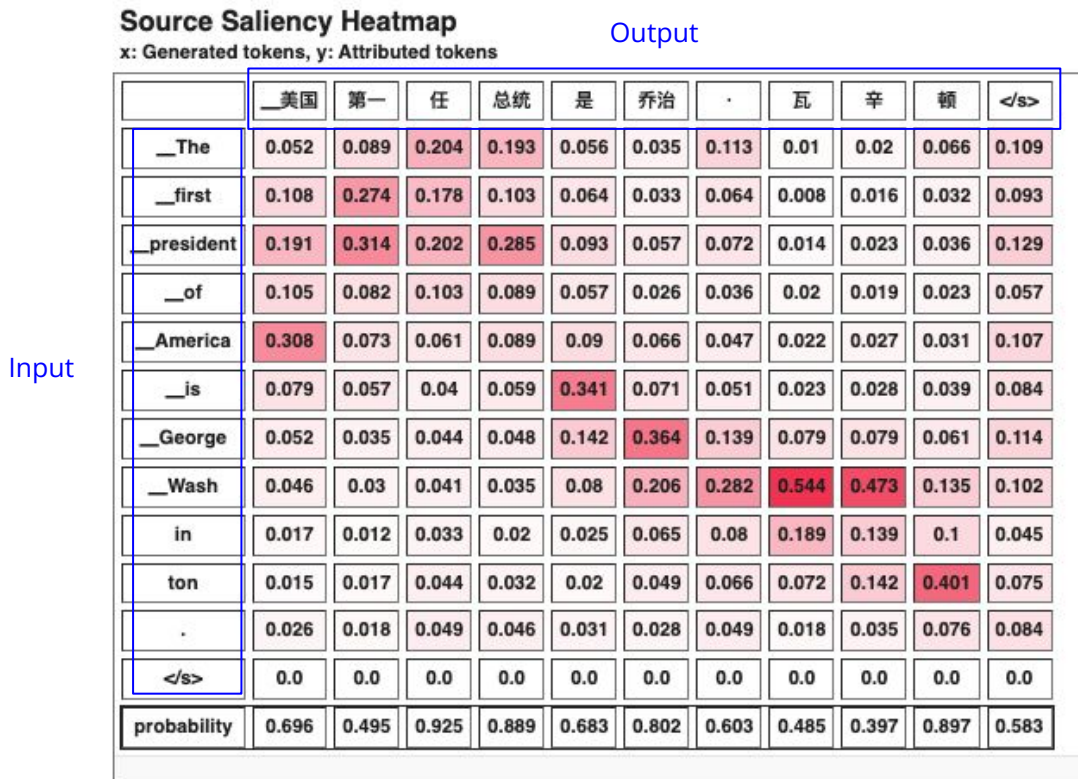 Source Saliency Heatmap
x: Generated tokens, y: Attributed tokens
Output
Input
__美国 第一 任 总统 是 乔治 · 瓦 辛 顿 </s>
__The 0.052 0.089 0.204 0.193 0.056 0.035 0.113 0.01 0.02 0.066 0.109
__first 0.108 0.274 0.178 0.103 0.064 0.033 0.064 0.008 0.016 0.032 0.093
__president 0.191 0.314 0.202 0.285 0.093 0.057 0.072 0.014 0.023 0.036 0.129
__of 0.105 0.082 0.103 0.089 0.057 0.026 0.036 0.02 0.019 0.023 0.057
__America 0.308 0.073 0.061 0.089 0.09 0.066 0.047 0.022 0.027 0.031 0.107
__is 0.079 0.057 0.04 0.059 0.341 0.071 0.051 0.023 0.028 0.039 0.084
__George 0.052 0.035 0.044 0.048 0.142 0.364 0.139 0.079 0.079 0.061 0.114
__Wash 0.046 0.03 0.041 0.035 0.08 0.206 0.282 0.544 0.473 0.135 0.102
in 0.017 0.012 0.033 0.02 0.025 0.065 0.08 0.189 0.139 0.1 0.045
ton 0.015 0.017 0.044 0.032 0.02 0.049 0.066 0.072 0.142 0.401 0.075
. 0.026 0.018 0.049 0.046 0.031 0.028 0.049 0.018 0.035 0.076 0.084
</s> 0.0 0.0 0.0 0.0 0.0 0.0 0.0 0.0 0.0 0.0 0.0
probability 0.696 0.495 0.925 0.889 0.683 0.802 0.603 0.485 0.397 0.897 0.583